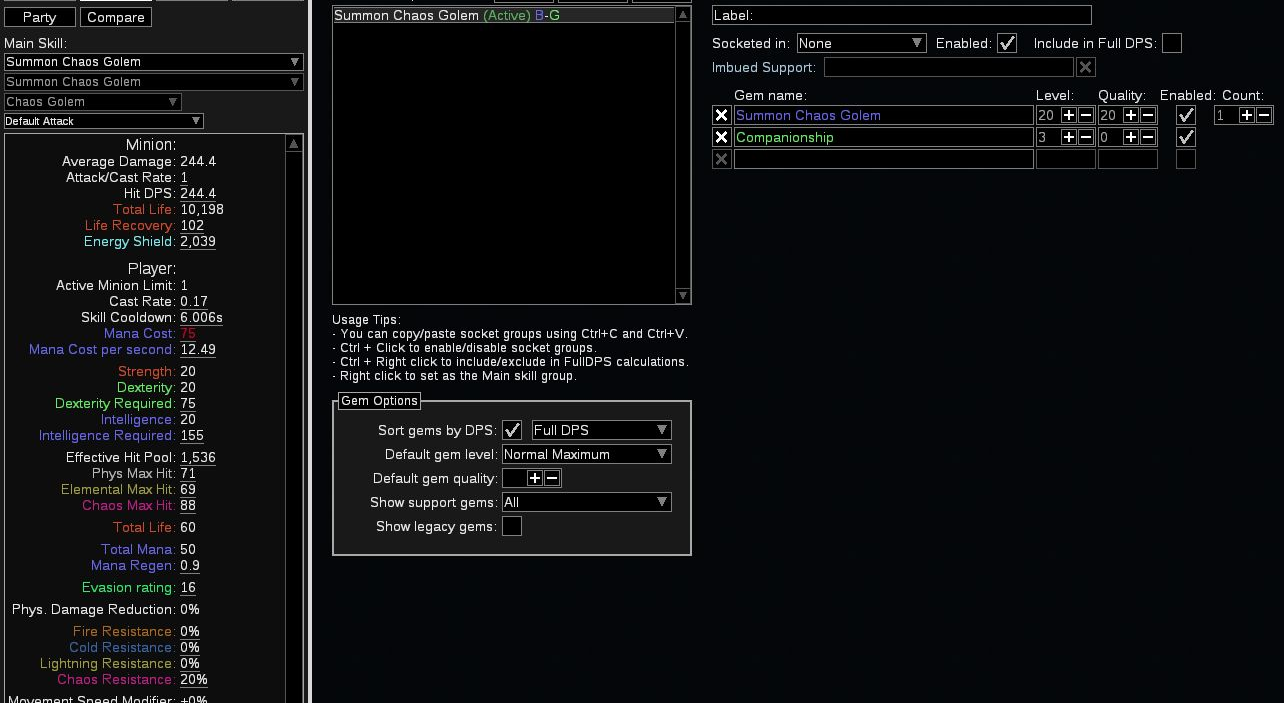 Party
Compare
Main Skill:
Summon Chaos Golem
Summon Chaos Golem
Chaos Golem
Default Attack
Minion:
Average Damage: 244.4
Attack/Cast Rate: 1
Hit DPS: 244.4
Total Life: 10,198
Life Recovery: 102
Energy Shield: 2,039
Player:
Active Minion Limit: 1
Cast Rate: 0.17
Skill Cooldown: 6.006s
Mana Cost: 75
Mana Cost per second: 12.49
Strength: 20
Dexterity: 20
Dexterity Required: 75
Intelligence: 20
Intelligence Required: 155
Effective Hit Pool: 1,536
Phys Max Hit: 71
Elemental Max Hit: 69
Chaos Max Hit: 88
Total Life: 60
Total Mana: 50
Mana Regen: 0.9
Evasion rating: 16
Phys. Damage Reduction: 0%
Fire Resistance: 0%
Cold Resistance: 0%
Lightning Resistance: 0%
Chaos Resistance: 20%
Movement Speed Modifier: +0%
Summon Chaos Golem (Active) B-G
Usage Tips:
- You can copy/paste socket groups using Ctrl+C and Ctrl+V.
- Ctrl + Click to enable/disable socket groups.
- Ctrl + Right click to include/exclude in FullDPS calculations.
- Right click to set as the Main skill group.
Gem Options
Sort gems by DPS: Full DPS
Default gem level: Normal Maximum
Default gem quality:
Show support gems: All
Show legacy gems:
Label:
Socketed in: None Enabled: Include in Full DPS:
Imbued Support:
Gem name: Level: Quality: Enabled: Count:
Summon Chaos Golem 20 20 1
Companionship 3 0